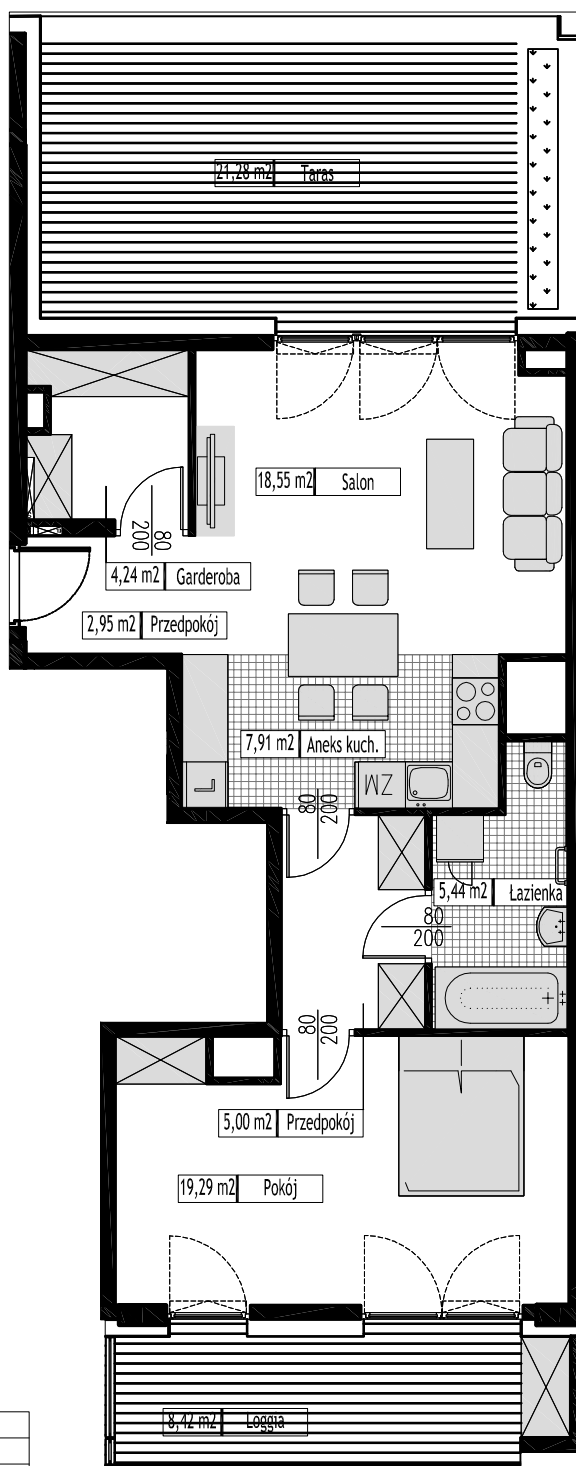 21,28 m2 Taras
18,55 m2 Salon
80
200
4,24 m2 Garderoba
2,95 m2 Przedpokój
7,91 m2 Aneks kuch.
L
ZM
80
200
5,44 m2 Łazienka
80
200
80
200
5,00 m2 Przedpokój
19,29 m2 Pokój
8,42 m2 Loggia